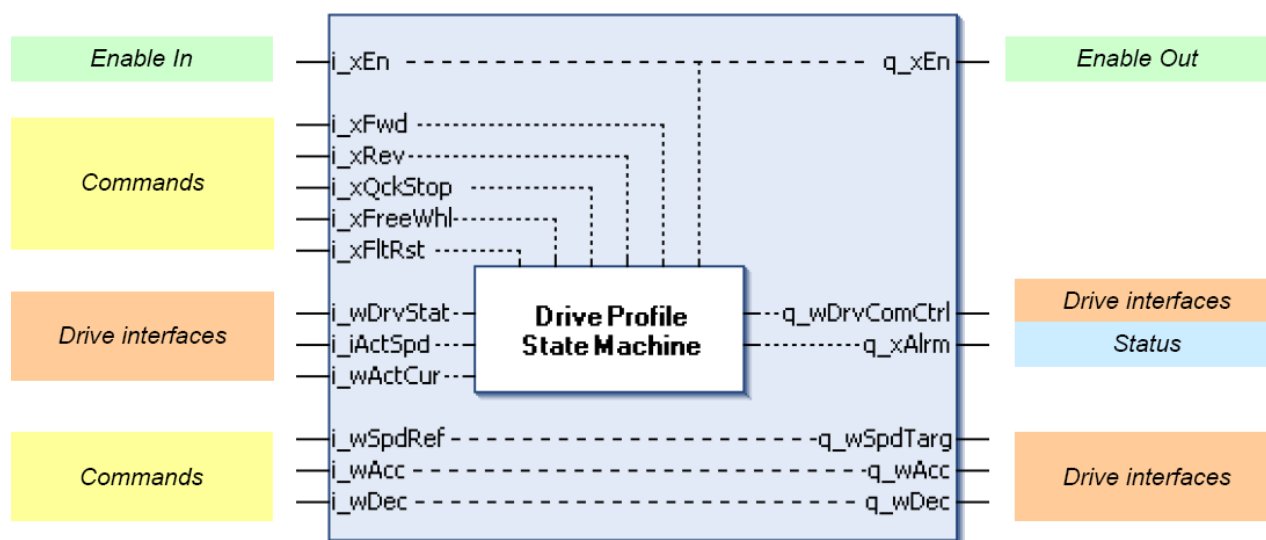 Enable In
i_xEn
q_xEn
Enable Out
Commands
i_xFwd
i_xRev
i_xQckStop
i_xFreeWhl
i_xFltRst
Drive interfaces
i_wDrvStat
i_iActSpd
i_wActCur
Drive Profile
State Machine
q_wDrvComCtrl
q_xAlrm
Drive interfaces
Status
Commands
i_wSpdRef
i_wAcc
i_wDec
q_wSpdTarg
q_wAcc
q_wDec
Drive interfaces